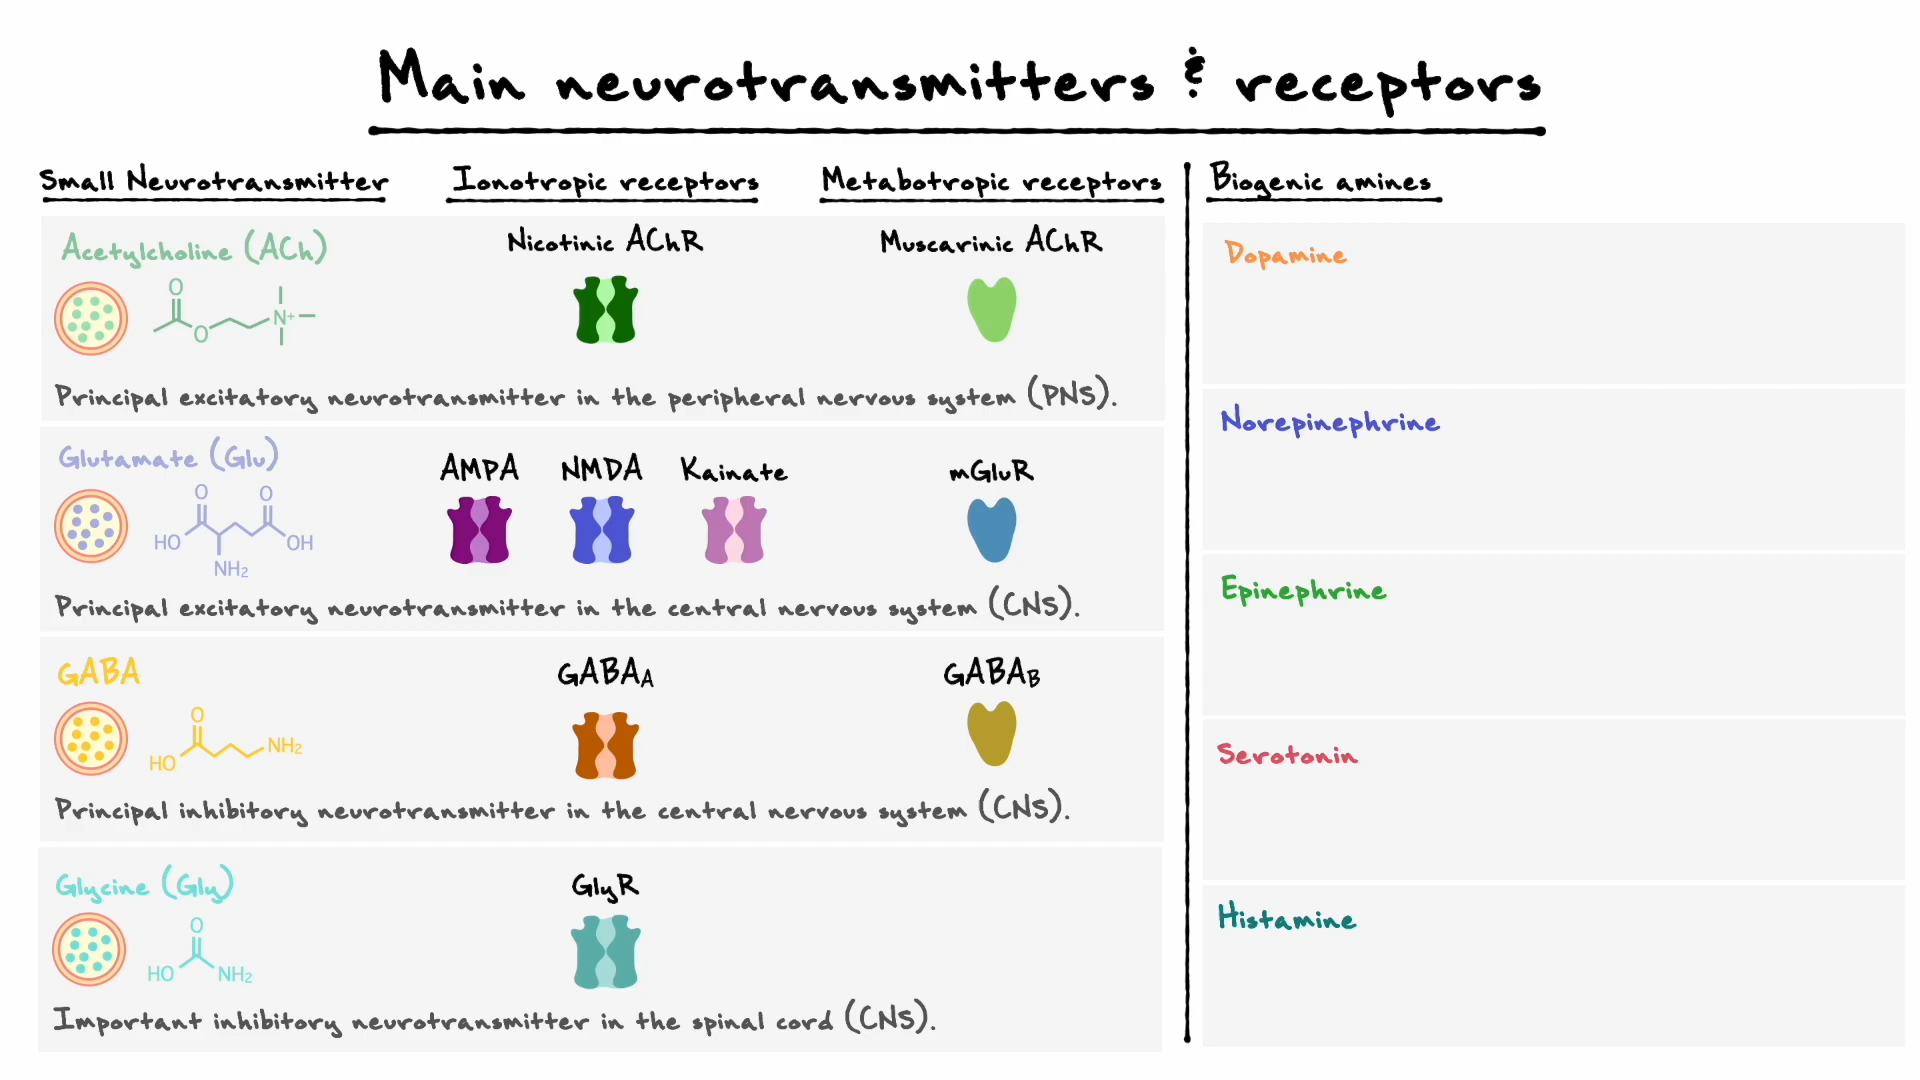 Main neurotransmitters & receptors
Small Neurotransmitter
Ionotropic receptors
Metabotropic receptors
Acetylcholine (ACh)
Nicotinic AChR
Muscarinic AChR
O
O
N+
Principal excitatory neurotransmitter in the peripheral nervous system (PNS).
Glutamate (Glu)
AMPA
NMDA
Kainate
mGluR
O
O
HO
OH
NH2
Principal excitatory neurotransmitter in the central nervous system (CNS).
GABA
GABAA
GABAB
O
HO
NH2
Principal inhibitory neurotransmitter in the central nervous system (CNS).
Glycine (Gly)
GlyR
O
HO
NH2
Important inhibitory neurotransmitter in the spinal cord (CNS).
Biogenic amines
Dopamine
Norepinephrine
Epinephrine
Serotonin
Histamine